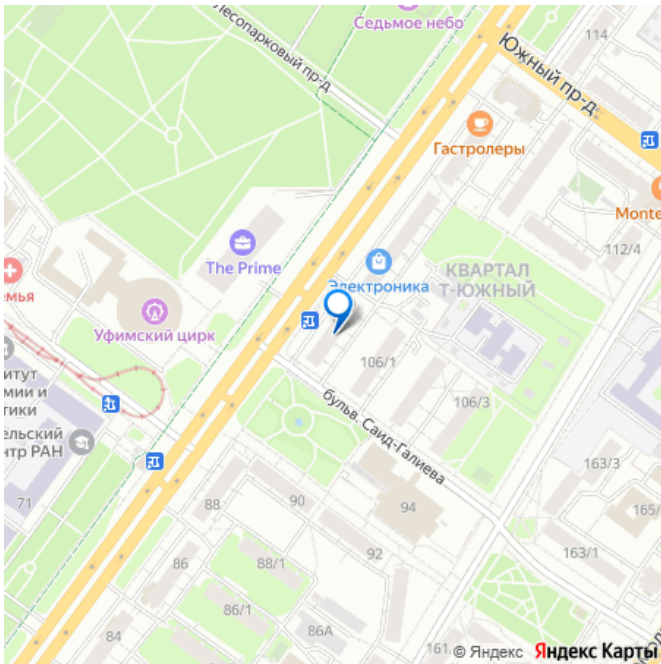 Седьмое небо
Лесопарковый пр-д
Южный пр-д
114
Гастролеры
Monte
112/4
The Prime
Электроника
КВАРТАЛ
Т-ЮЖНЫЙ
емья
Уфимский цирк
106/1
106/3
итут
мии и
тики
ельский
нтр РАН
бульв. Саид-Галиева
71
88
90
94
163/3
165/
92
163/1
86
88/1
86/1
84
86А
161
© Яндекс Яндекс Карты